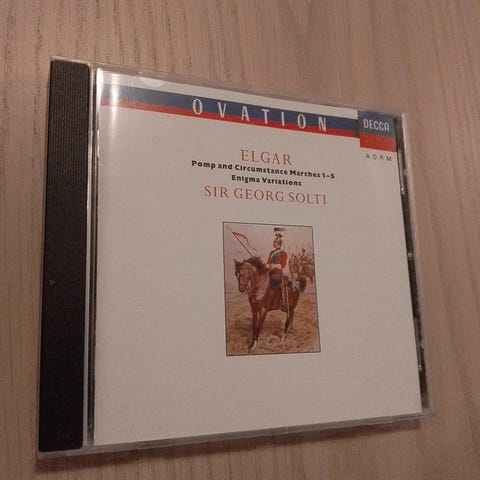 OVATION
DECCA
ADRM
ELGAR
Pomp and Circumstance Marches 1–5
Enigma Variations
SIR GEORG SOLTI